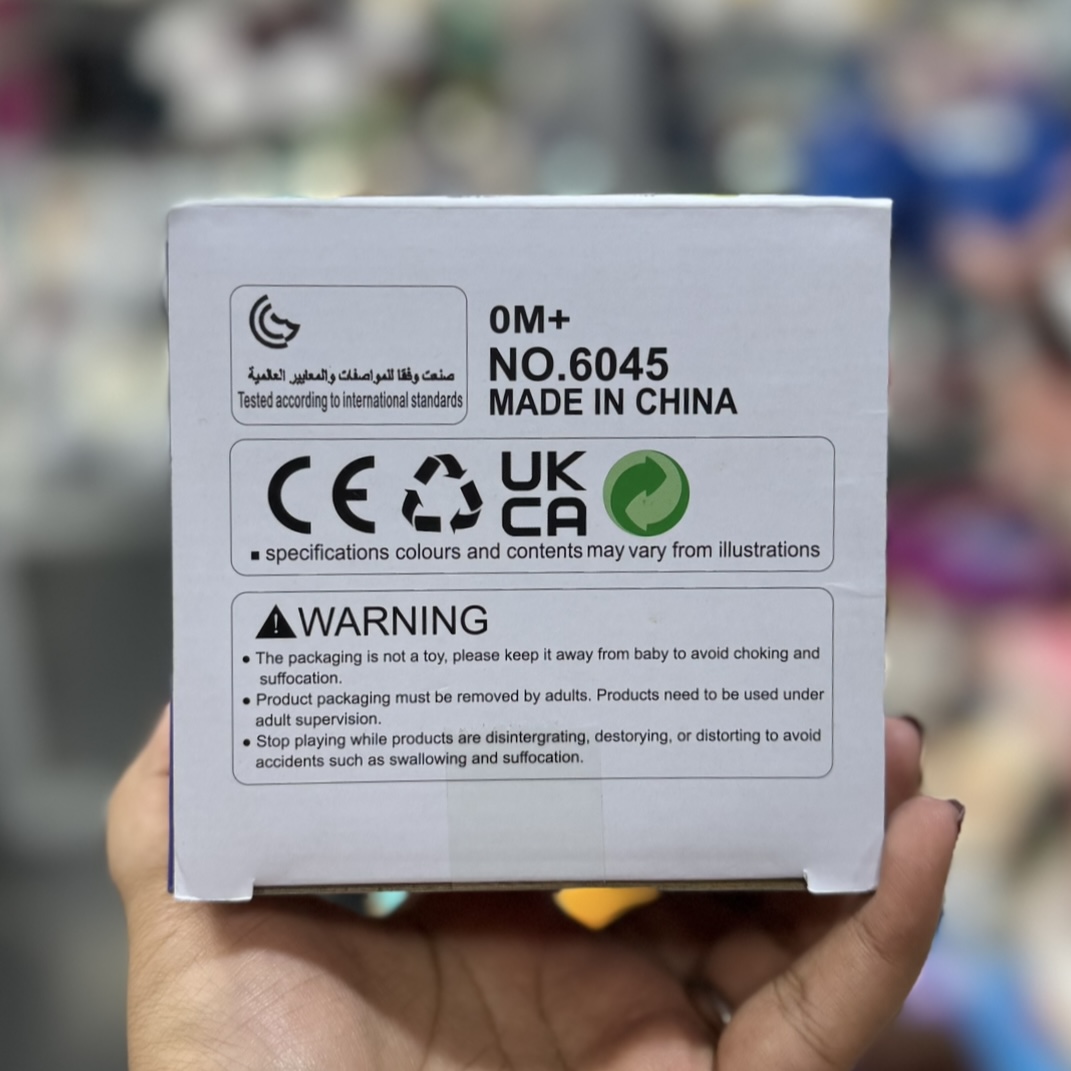 صنعت وفقا للمواصفات والمعايير العالمية
Tested according to international standards
0M+
NO.6045
MADE IN CHINA
CE
UK
CA
▪ specifications colours and contents may vary from illustrations
WARNING
• The packaging is not a toy, please keep it away from baby to avoid choking and
suffocation.
• Product packaging must be removed by adults. Products need to be used under
adult supervision.
• Stop playing while products are disintergrating, destorying, or distorting to avoid
accidents such as swallowing and suffocation.